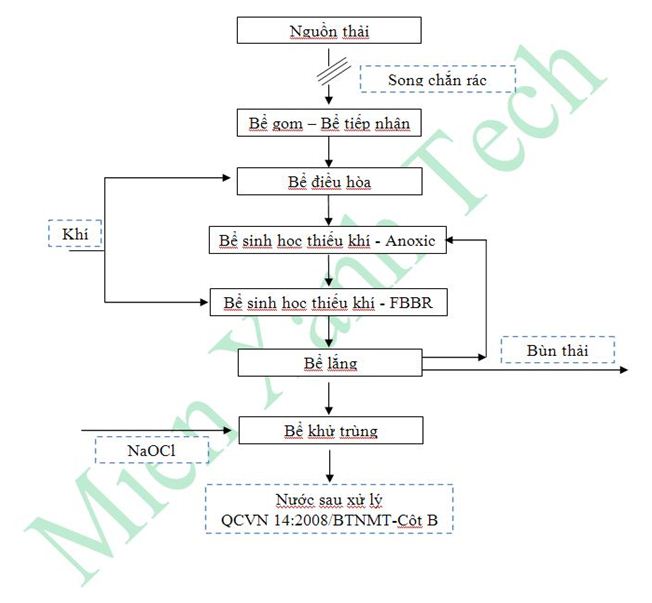 Nguồn thải
Song chắn rác
Bể gom – Bể tiếp nhận
Bể điều hòa
Khí
Bể sinh học thiếu khí - Anoxic
Bể sinh học thiếu khí - FBBR
Bùn thải
Bể lắng
Bể khử trùng
NaOCl
Nước sau xử lý
QCVN 14:2008/BTNMT-Cột B
Miền Xanh Tech